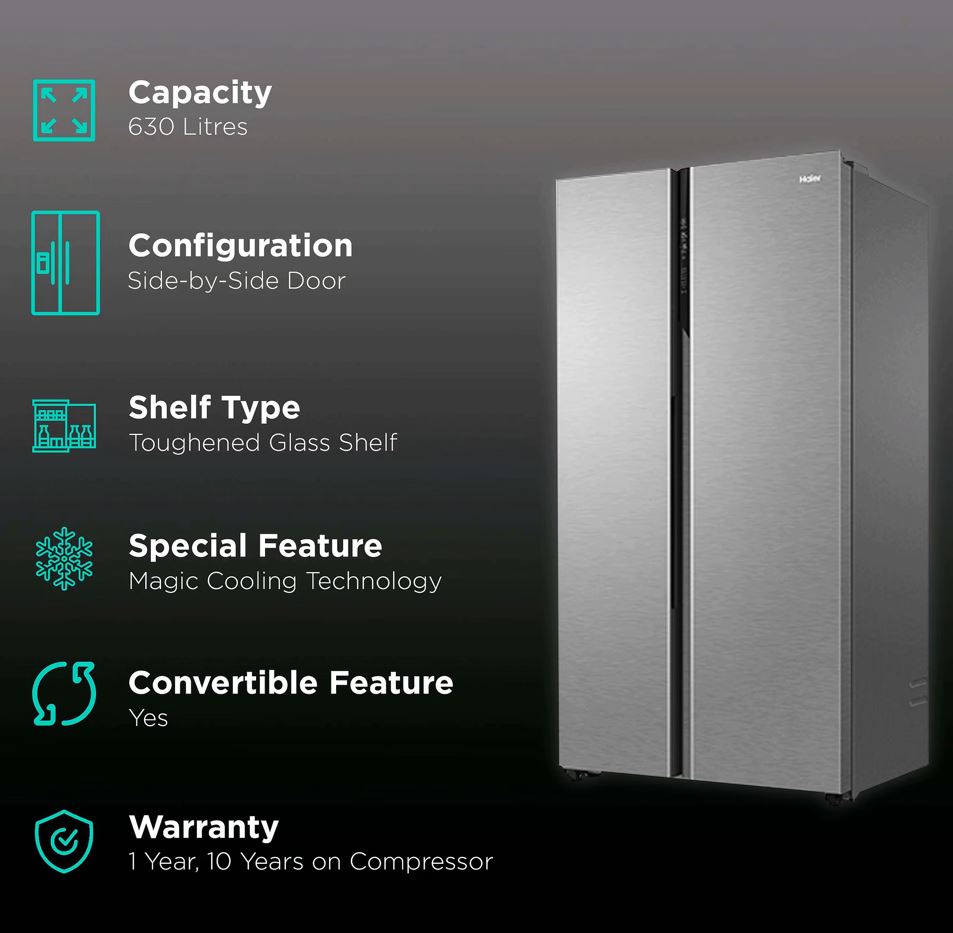 Capacity
630 Litres
Haier
Configuration
Side-by-Side Door
Shelf Type
Toughened Glass Shelf
Special Feature
Magic Cooling Technology
Convertible Feature
Yes
Warranty
1 Year, 10 Years on Compressor